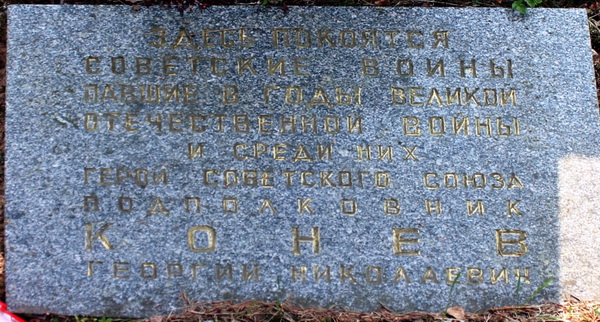 ЗДЕСЬ ПОКОЯТСЯ
СОВЕТСКИЕ ВОИНЫ
ПАВШИЕ В ГОДЫ ВЕЛИКОЙ
ОТЕЧЕСТВЕННОЙ ВОЙНЫ
И СРЕДИ НИХ
ГЕРОЙ СОВЕТСКОГО СОЮЗА
ПОДПОЛКОВНИК
КОНЕВ
ГЕОРГИЙ НИКОЛАЕВИЧ